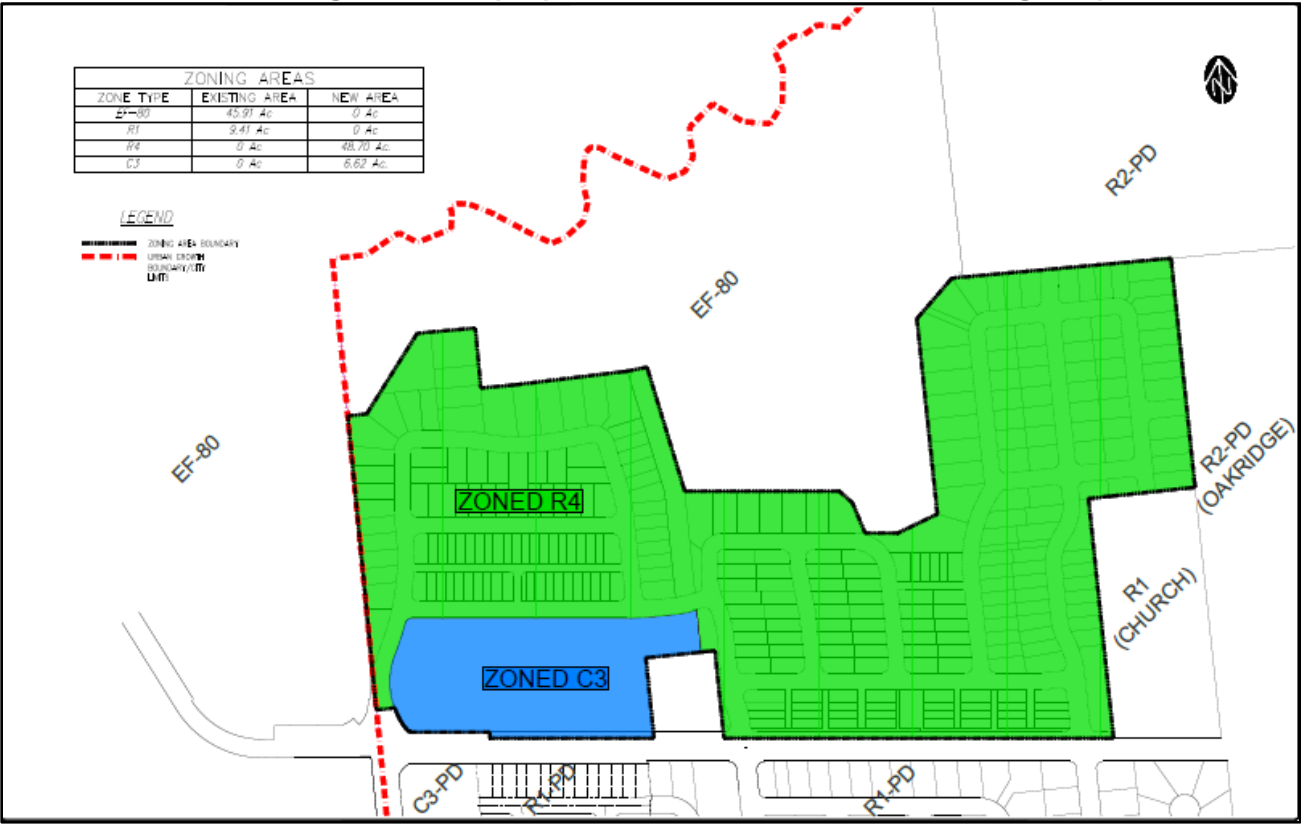 ZONING AREAS
ZONE TYPE EXISTING AREA NEW AREA
EF-80 45.91 Ac 0 Ac
R1 9.41 Ac 0 Ac
R4 0 Ac 48.70 Ac.
C3 0 Ac 6.62 Ac.
LEGEND
ZONING AREA BOUNDARY
URBAN GROWTH
BOUNDARY/CITY
LIMITS
N
R2-PD
EF-80
EF-80
R2-PD
(OAKRIDGE)
ZONED R4
R1
(CHURCH)
ZONED C3
C3-PD
R1-PD
R1-PD